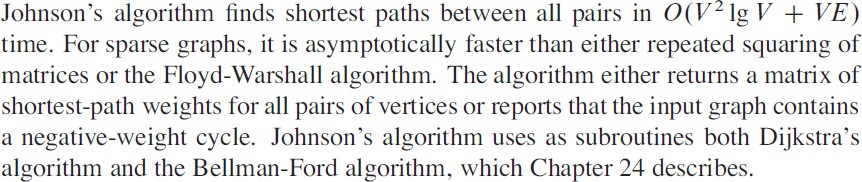 Johnson's algorithm finds shortest paths between all pairs in O(V² lg V + VE)
time. For sparse graphs, it is asymptotically faster than either repeated squaring of
matrices or the Floyd-Warshall algorithm. The algorithm either returns a matrix of
shortest-path weights for all pairs of vertices or reports that the input graph contains
a negative-weight cycle. Johnson's algorithm uses as subroutines both Dijkstra's
algorithm and the Bellman-Ford algorithm, which Chapter 24 describes.